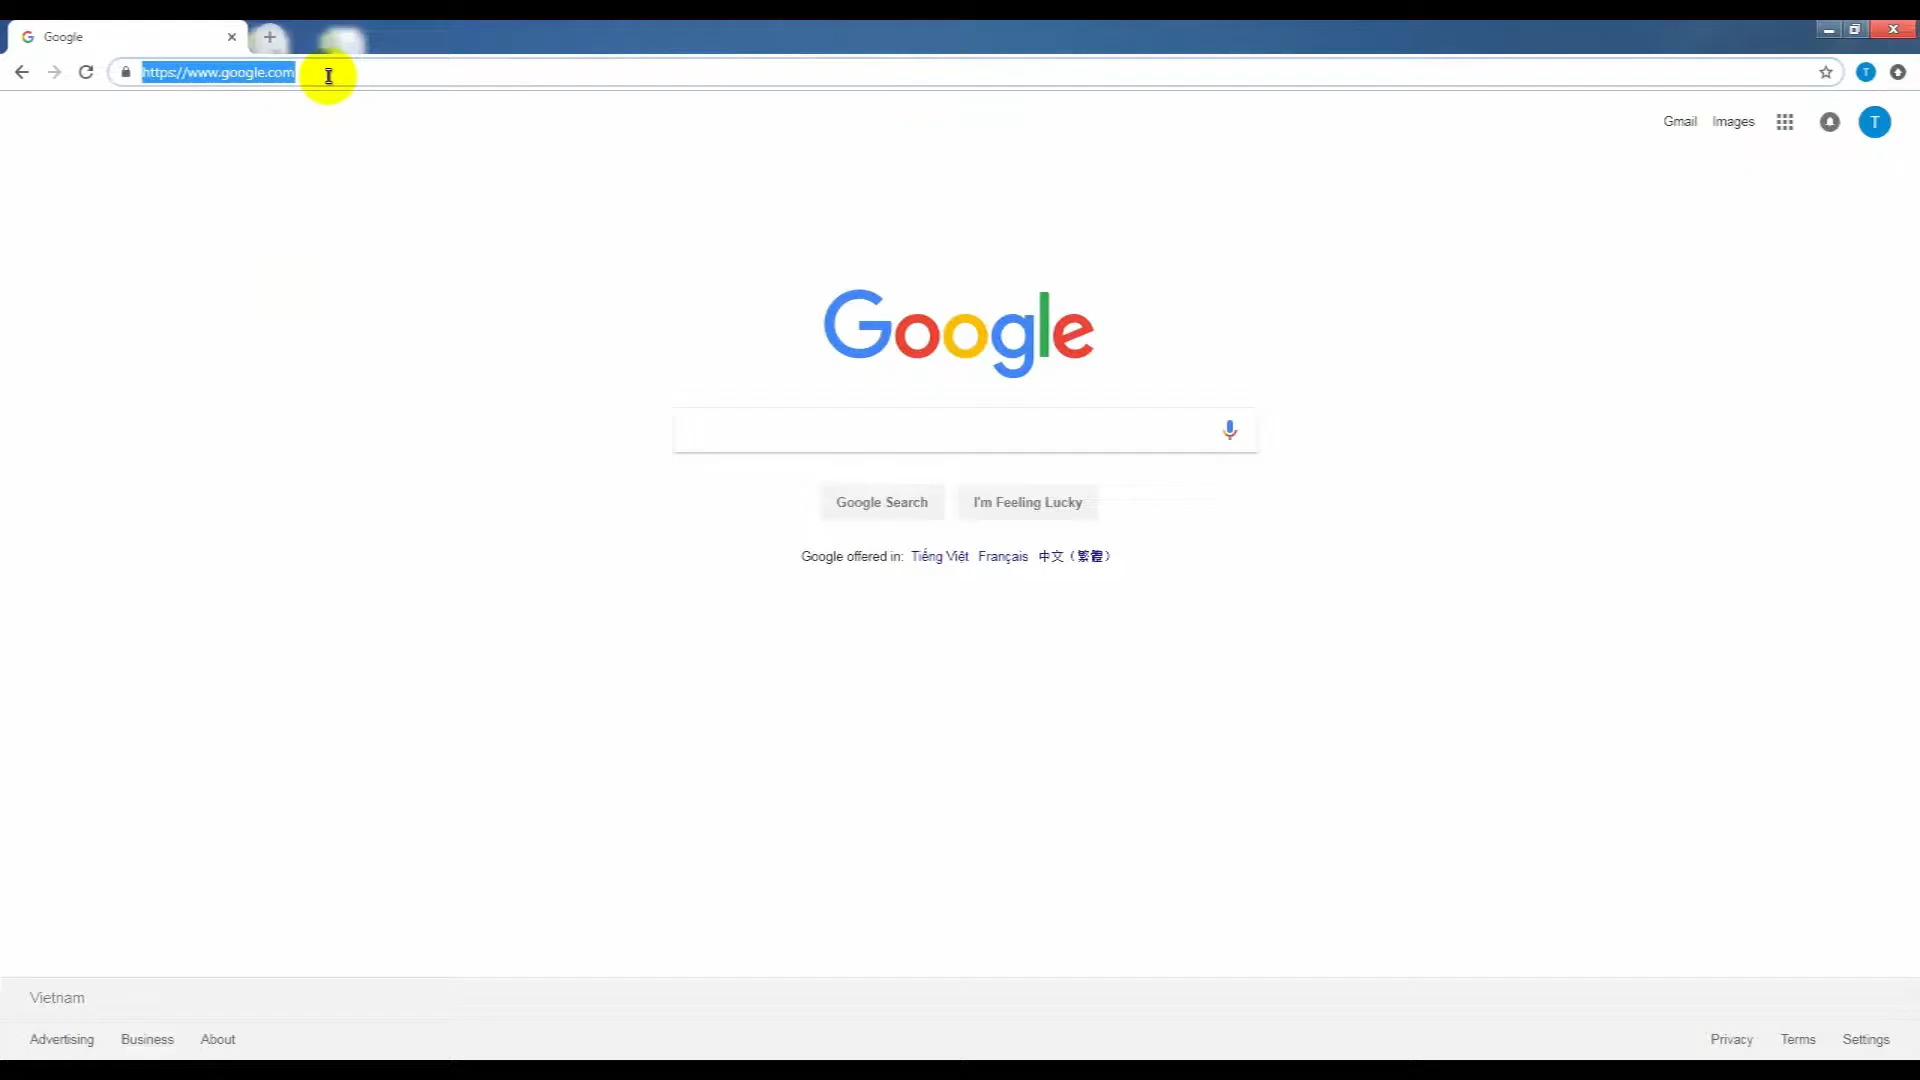 Google
https://www.google.com
T
Gmail Images
T
Google
Google Search I'm Feeling Lucky
Google offered in: Tiếng Việt Français 中文（繁體）
Vietnam
Advertising Business About
Privacy Terms Settings